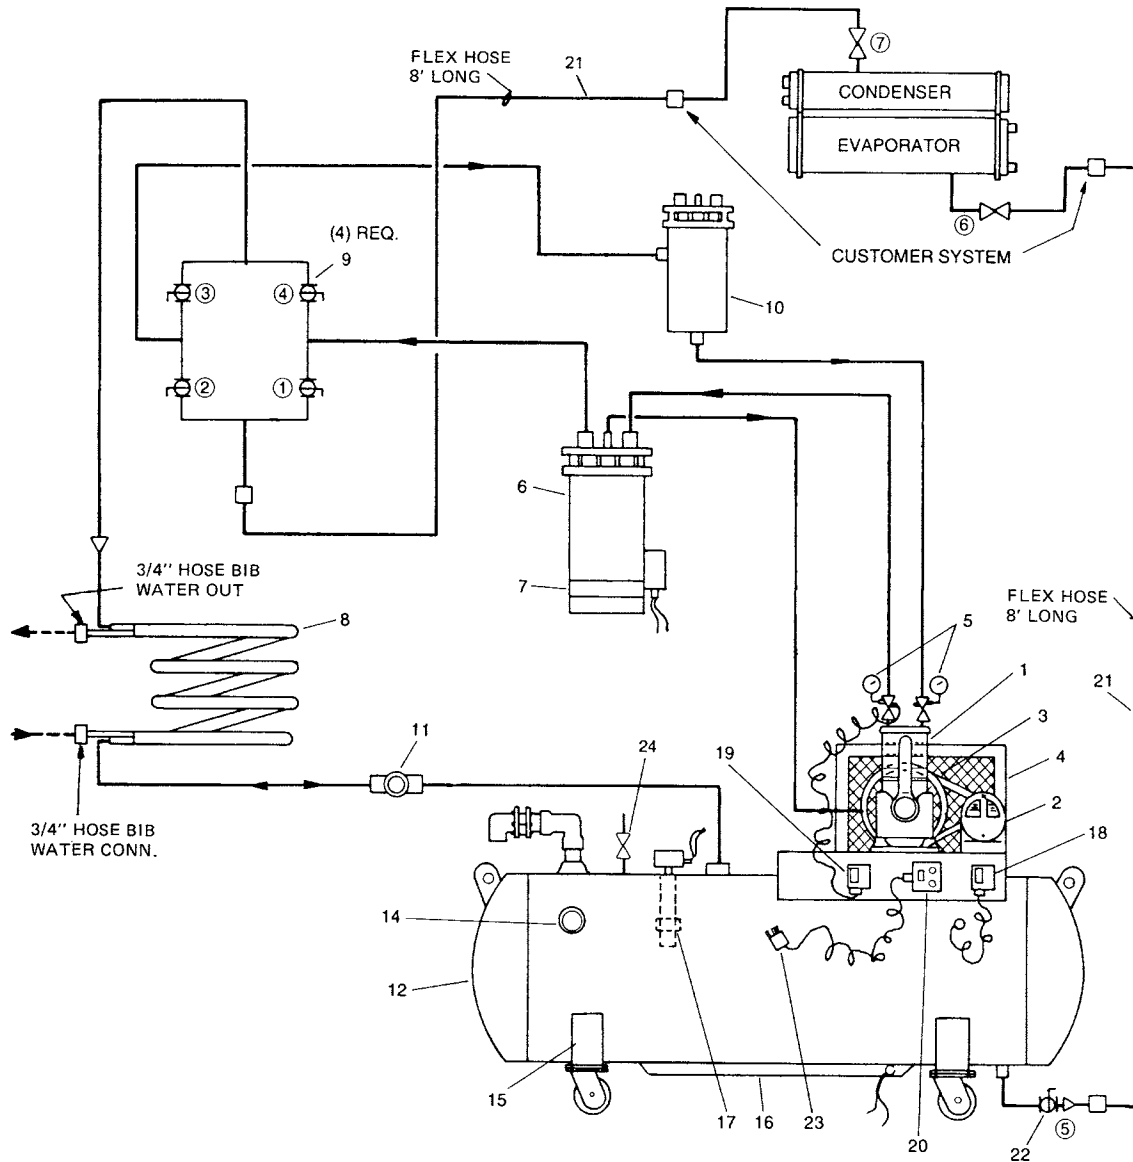 7
FLEX HOSE
8' LONG
21
CONDENSER
EVAPORATOR
6
CUSTOMER SYSTEM
(4) REQ.
9
3
4
10
2
1
6
7
3/4" HOSE BIB
WATER OUT
8
FLEX HOSE
8' LONG
5
1
21
3
11
24
19
4
2
18
3/4" HOSE BIB
WATER CONN.
14
12
15
17
16
23
20
22
5